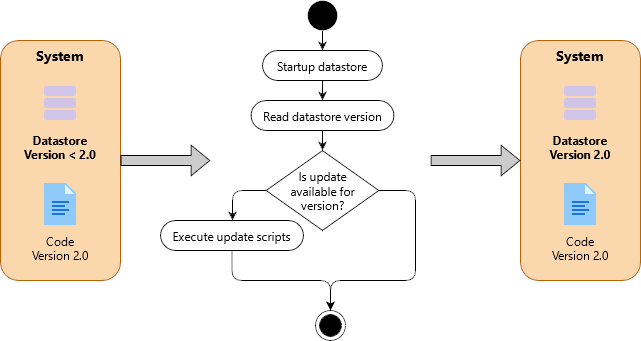 System
Datastore
Version < 2.0
Code
Version 2.0
Startup datastore
Read datastore version
Is update
available for
version?
Execute update scripts
System
Datastore
Version 2.0
Code
Version 2.0